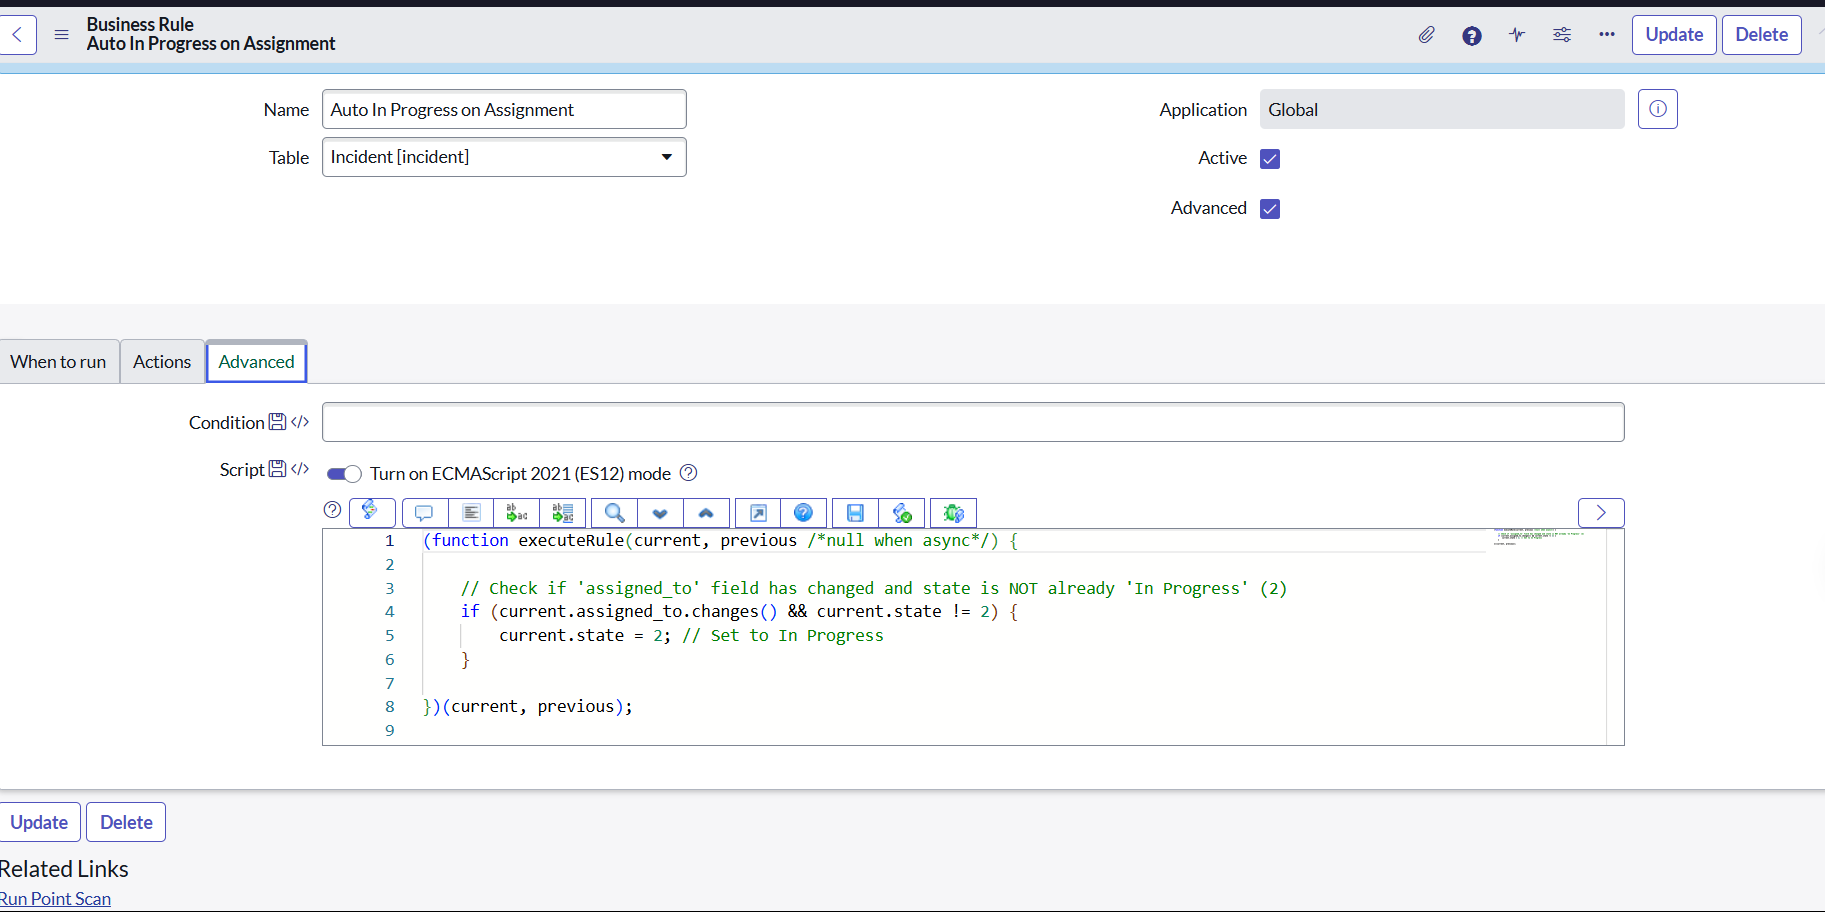 Business Rule
Auto In Progress on Assignment
Update
Delete
Name
Auto In Progress on Assignment
Application
Global
Table
Incident [incident]
Active
Advanced
When to run
Actions
Advanced
Condition
Script
Turn on ECMAScript 2021 (ES12) mode
1 (function executeRule(current, previous /*null when async*/) {
2
3     // Check if 'assigned_to' field has changed and state is NOT already 'In Progress' (2)
4     if (current.assigned_to.changes() && current.state != 2) {
5         current.state = 2; // Set to In Progress
6     }
7
8 })(current, previous);
9
Update
Delete
Related Links
Run Point Scan